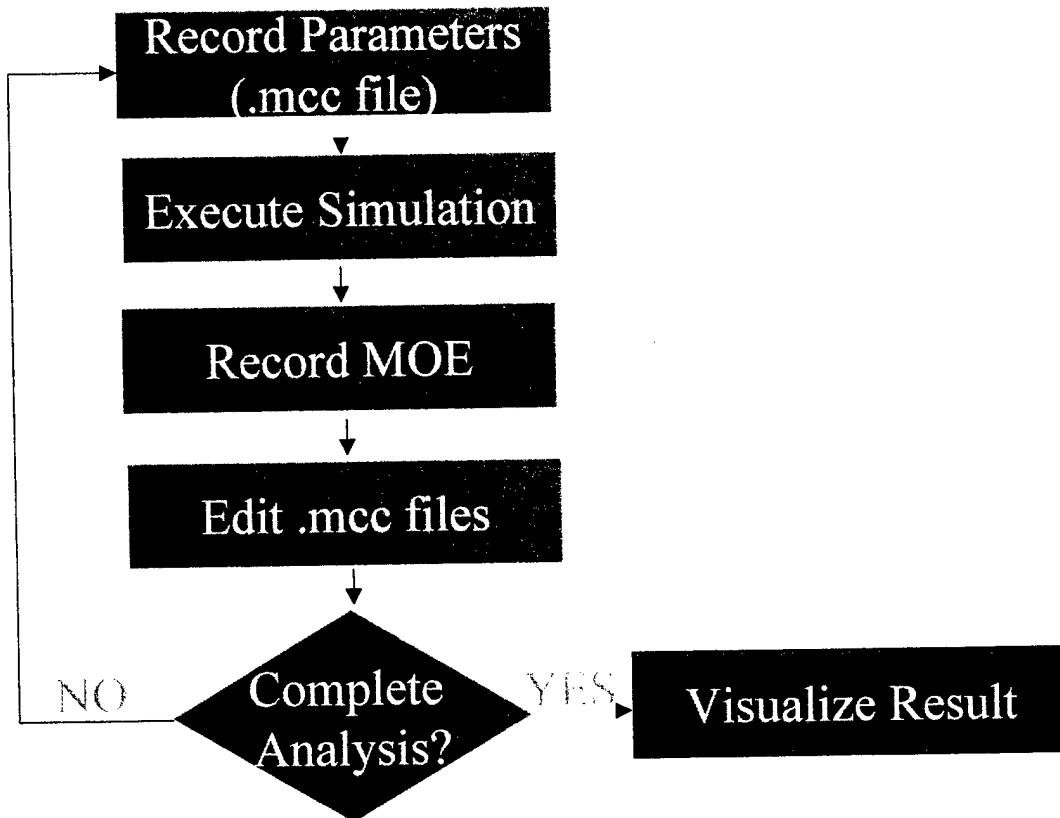 Record Parameters
(.mcc file)
Execute Simulation
Record MOE
Edit .mcc files
Complete
Analysis?
NO
YES
Visualize Result